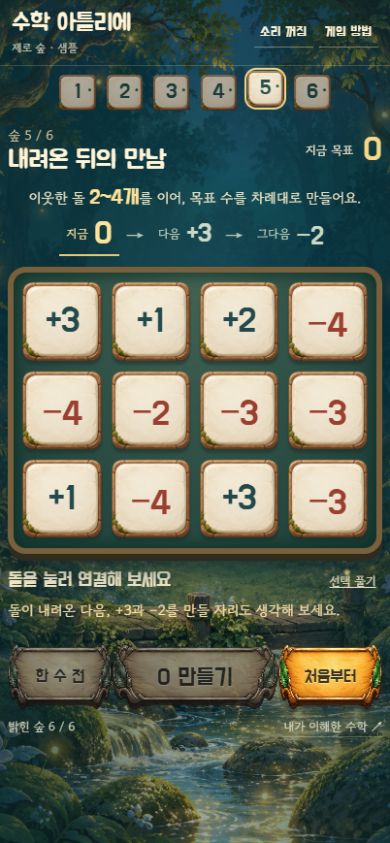 수학 아틀리에
제로 숲 · 샘플
소리 꺼짐 게임 방법
1 · 2 · 3 · 4 · 5 · 6 ·
숲 5 / 6
내려온 뒤의 만남
지금 목표 0
이웃한 돌 2~4개를 이어, 목표 수를 차례대로 만들어요.
지금 0 → 다음 +3 → 그다음 −2
+3 +1 +2 −4
−4 −2 −3 −3
+1 −4 +3 −3
돌을 눌러 연결해 보세요
선택 풀기
돌이 내려온 다음, +3과 −2를 만들 자리도 생각해 보세요.
한 수 전 0 만들기 처음부터
밝힌 숲 6 / 6
내가 이해한 수학 ↗